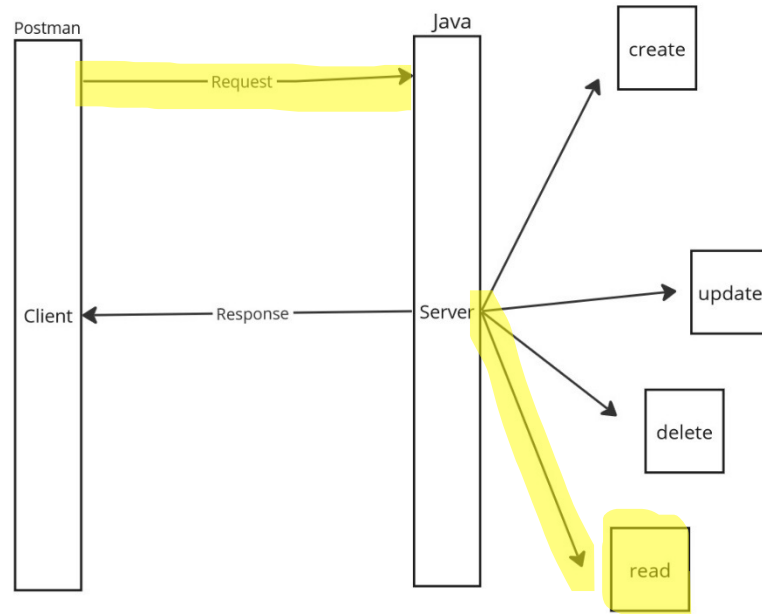 Postman
Java
create
Request
update
Client
Response
Server
delete
read